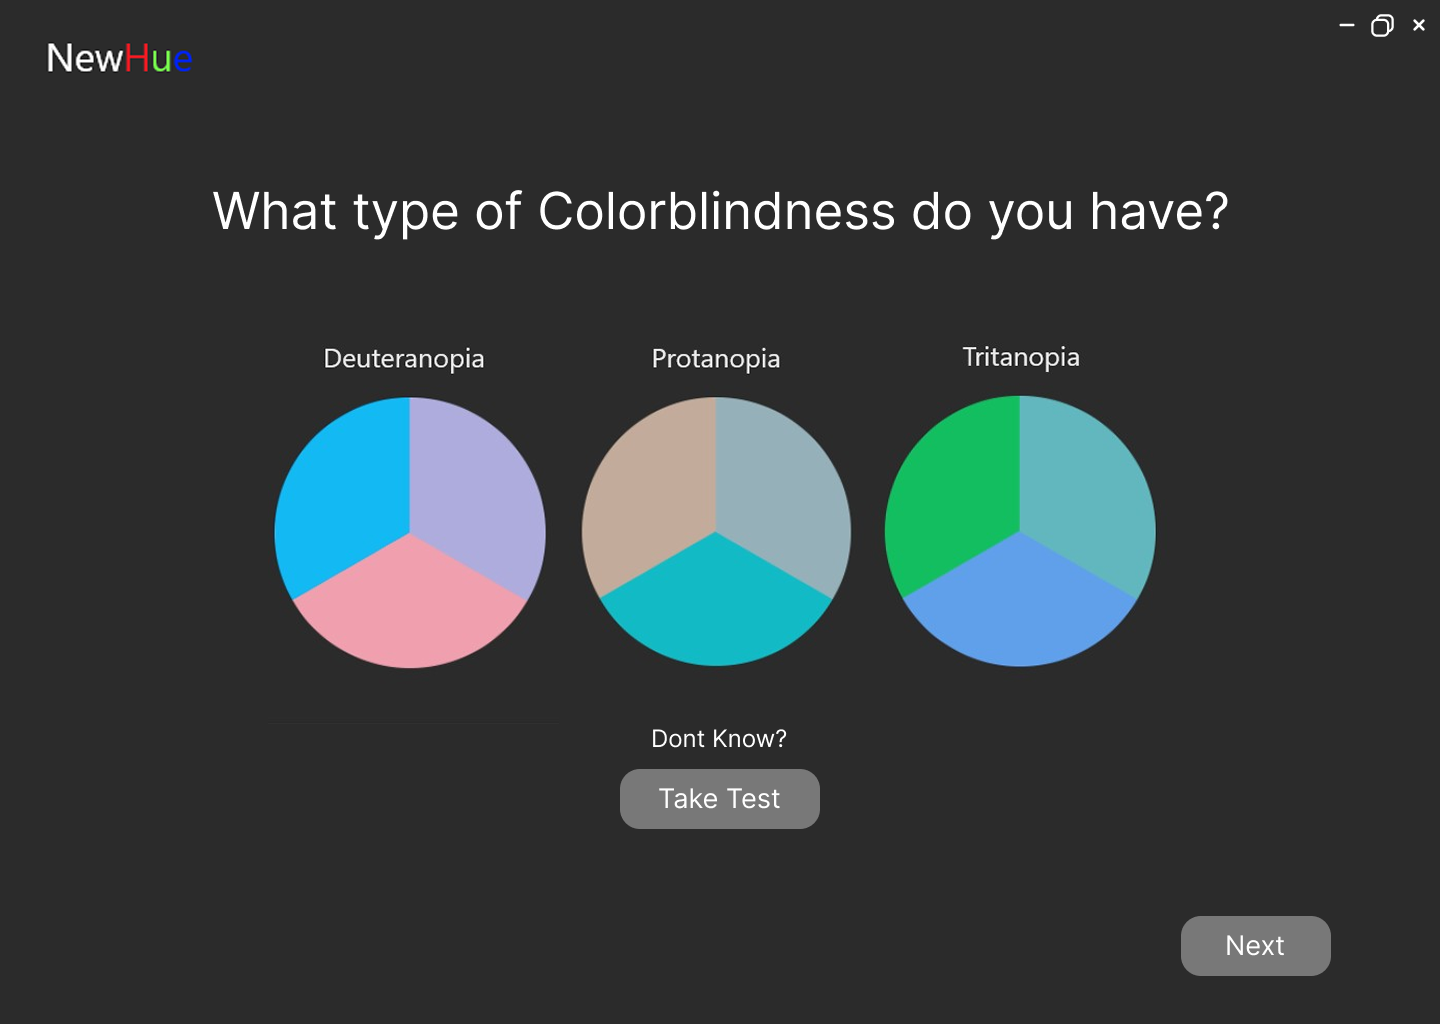 NewHue
What type of Colorblindness do you have?
Deuteranopia
Protanopia
Tritanopia
Dont Know?
Take Test
Next